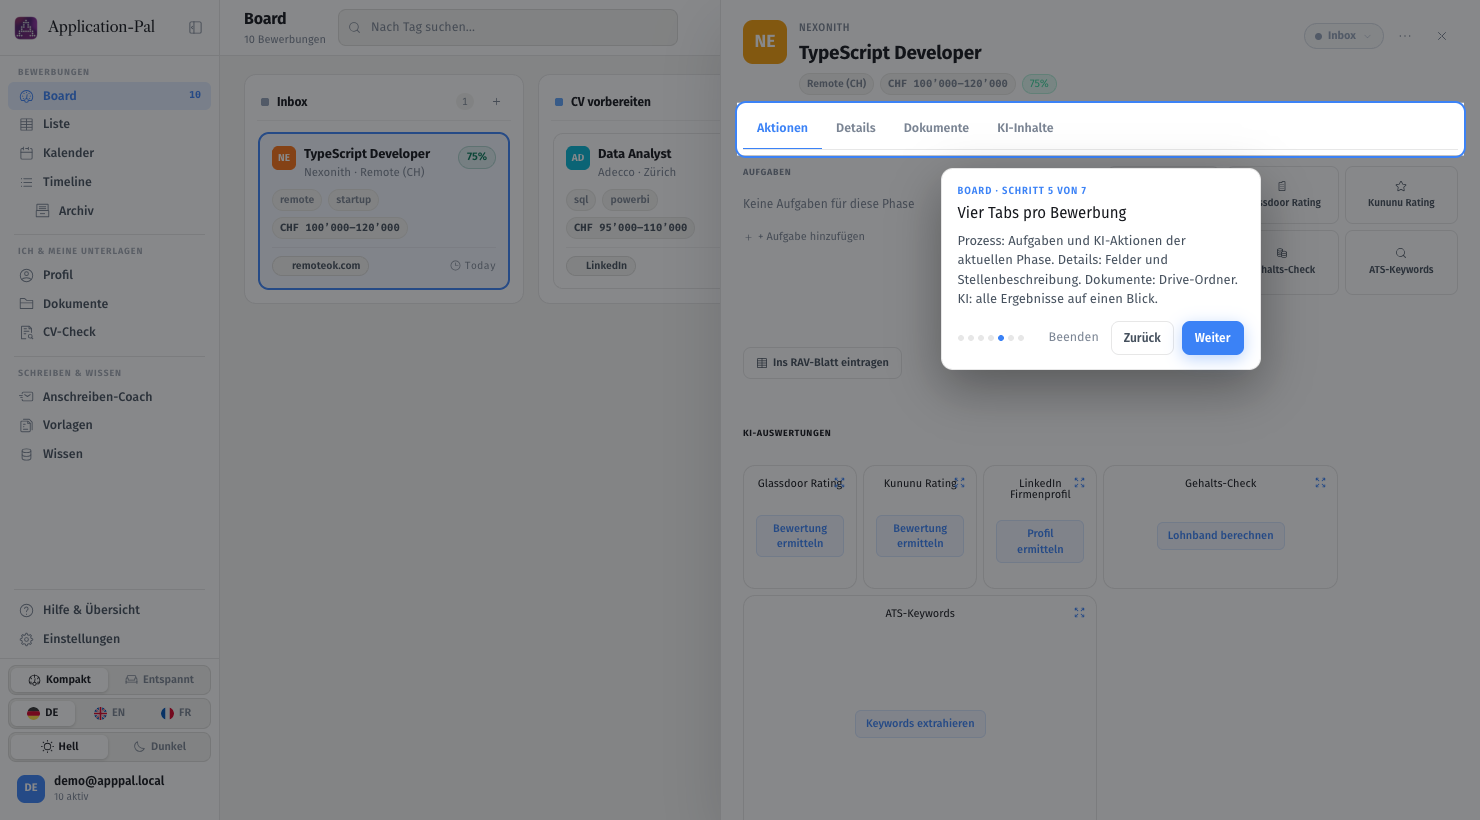 Application-Pal
BEWERBUNGEN
Board 10
Liste
Kalender
Timeline
Archiv
ICH & MEINE UNTERLAGEN
Profil
Dokumente
CV-Check
SCHREIBEN & WISSEN
Anschreiben-Coach
Vorlagen
Wissen
Hilfe & Übersicht
Einstellungen
Kompakt Entspannt
DE EN FR
Hell Dunkel
DE demo@apppal.local
10 aktiv
Board
10 Bewerbungen
Nach Tag suchen...
Inbox 1 +
NE TypeScript Developer 75%
Nexonith · Remote (CH)
remote startup
CHF 100’000–120’000
remoteok.com Today
CV vorbereiten
AD Data Analyst
Adecco · Zürich
sql powerbi
CHF 95’000–110’000
LinkedIn
NE
NEXONITH
TypeScript Developer
Remote (CH) CHF 100’000–120’000 75%
Inbox
Aktionen Details Dokumente KI-Inhalte
AUFGABEN
Keine Aufgaben für diese Phase
+ + Aufgabe hinzufügen
ssdoor Rating
Kununu Rating
halts-Check
ATS-Keywords
BOARD · SCHRITT 5 VON 7
Vier Tabs pro Bewerbung
Prozess: Aufgaben und KI-Aktionen der
aktuellen Phase. Details: Felder und
Stellenbeschreibung. Dokumente: Drive-Ordner.
KI: alle Ergebnisse auf einen Blick.
Beenden Zurück Weiter
Ins RAV-Blatt eintragen
KI-AUSWERTUNGEN
Glassdoor Rating
Bewertung
ermitteln
Kununu Rating
Bewertung
ermitteln
LinkedIn
Firmenprofil
Profil
ermitteln
Gehalts-Check
Lohnband berechnen
ATS-Keywords
Keywords extrahieren